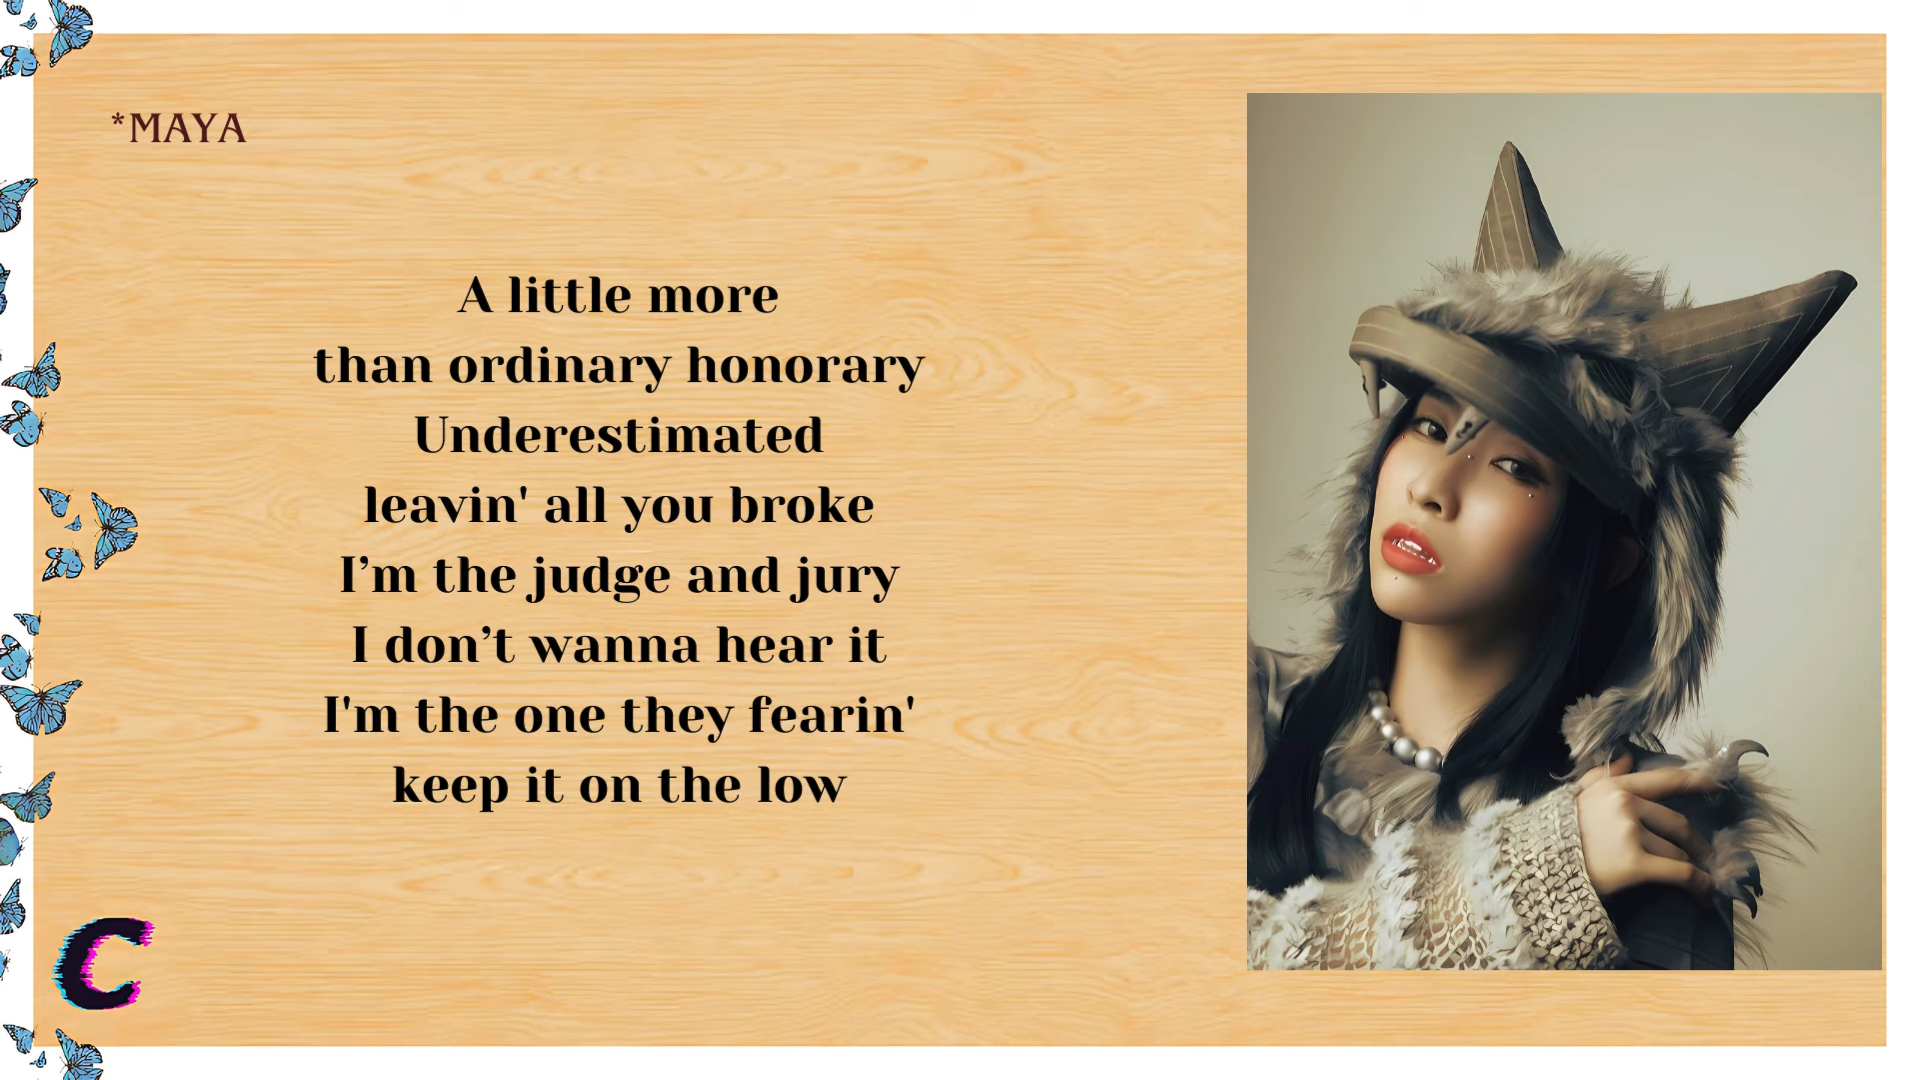 *MAYA
A little more
than ordinary honorary
Underestimated
leavin' all you broke
I’m the judge and jury
I don’t wanna hear it
I'm the one they fearin'
keep it on the low
C